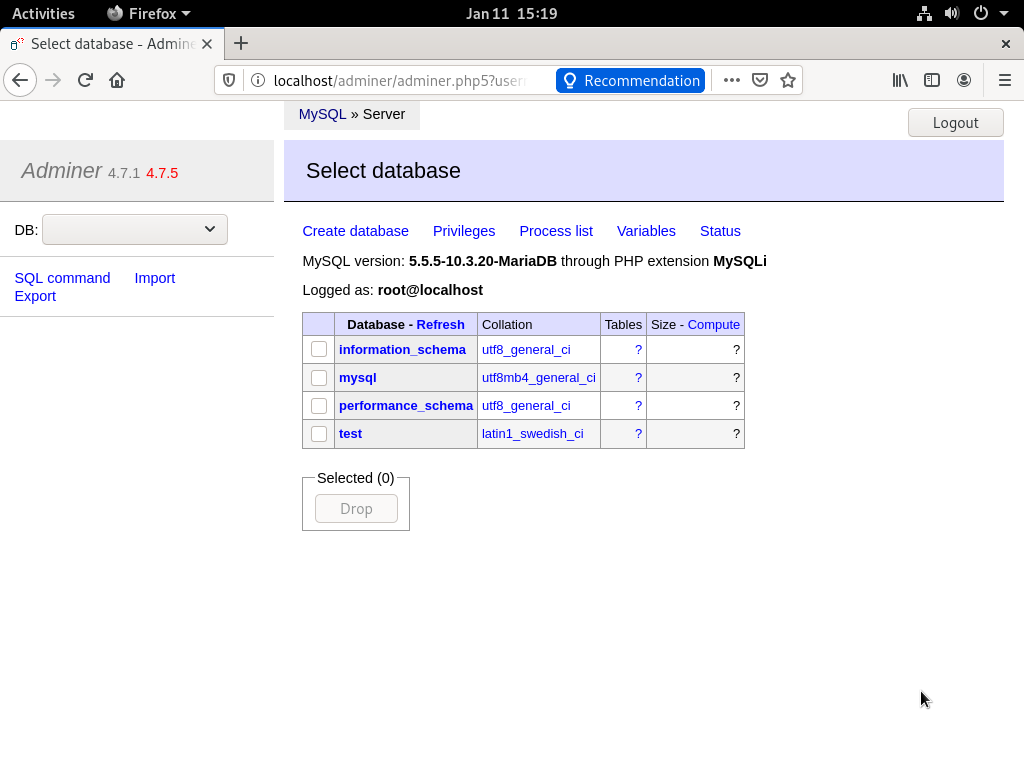 Activities Firefox Jan 11 15:19
Select database - Admine
localhost/adminer/adminer.php5?user Recommendation
MySQL » Server
Logout
Adminer 4.7.1 4.7.5
Select database
DB:
Create database Privileges Process list Variables Status
MySQL version: 5.5.5-10.3.20-MariaDB through PHP extension MySQLi
SQL command Import
Export
Logged as: root@localhost
Database - Refresh Collation Tables Size - Compute
information_schema utf8_general_ci ? ?
mysql utf8mb4_general_ci ? ?
performance_schema utf8_general_ci ? ?
test latin1_swedish_ci ? ?
Selected (0)
Drop